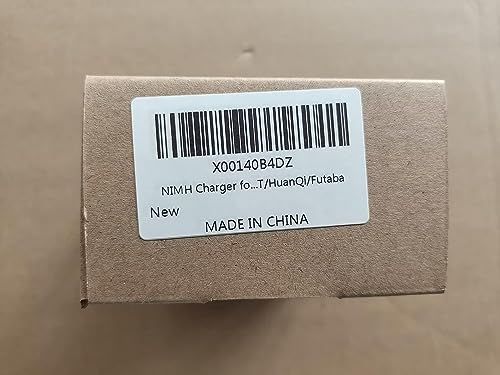 X00140B4DZ
NIMH Charger fo...T/HuanQi/Futaba
New
MADE IN CHINA